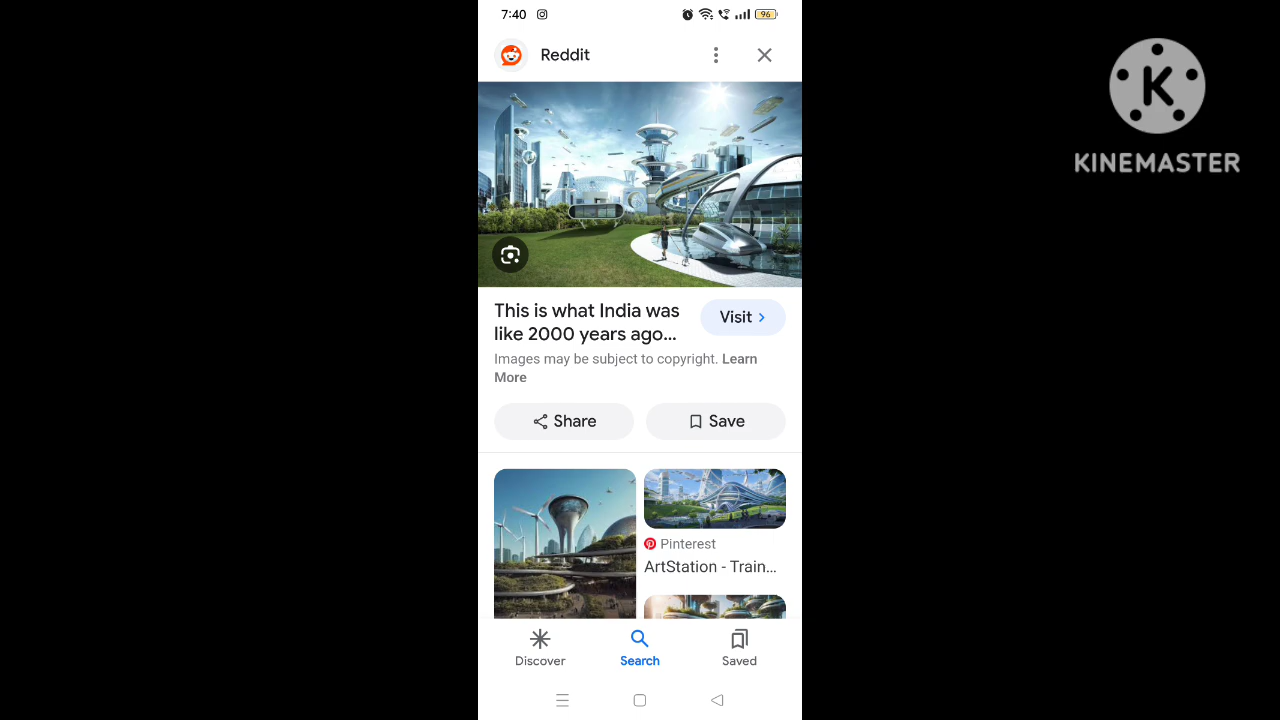 7:40
96
Reddit
KINEMASTER
This is what India was
like 2000 years ago...
Visit
Images may be subject to copyright. Learn
More
Share
Save
Pinterest
ArtStation - Train...
Discover
Search
Saved